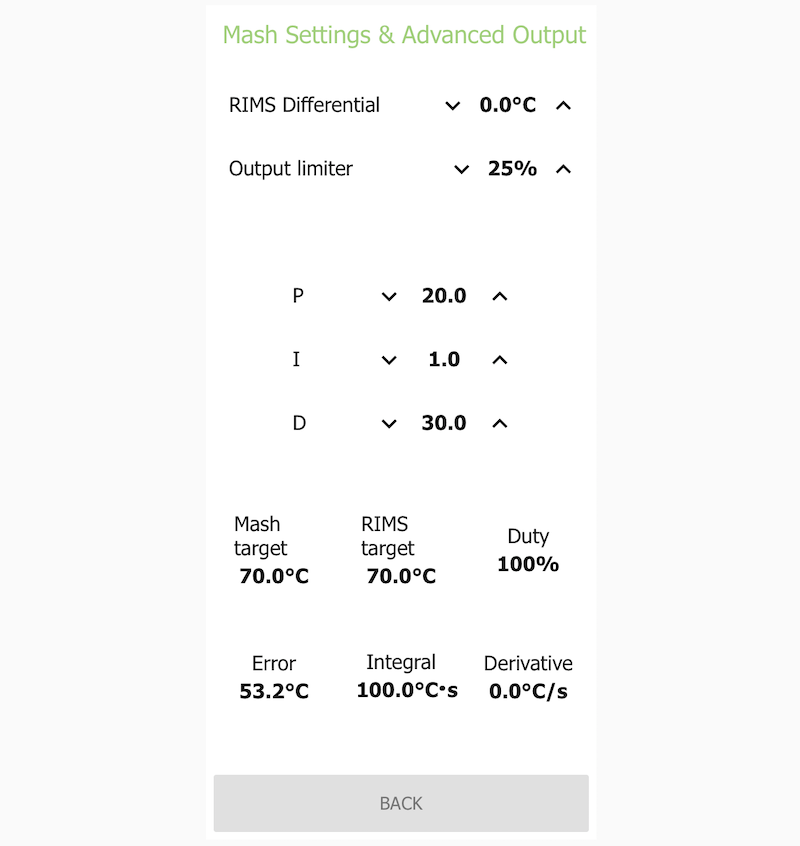 Mash Settings & Advanced Output
RIMS Differential 0.0°C
Output limiter 25%
P 20.0
I 1.0
D 30.0
Mash target 70.0°C
RIMS target 70.0°C
Duty 100%
Error 53.2°C
Integral 100.0°C·s
Derivative 0.0°C/s
BACK